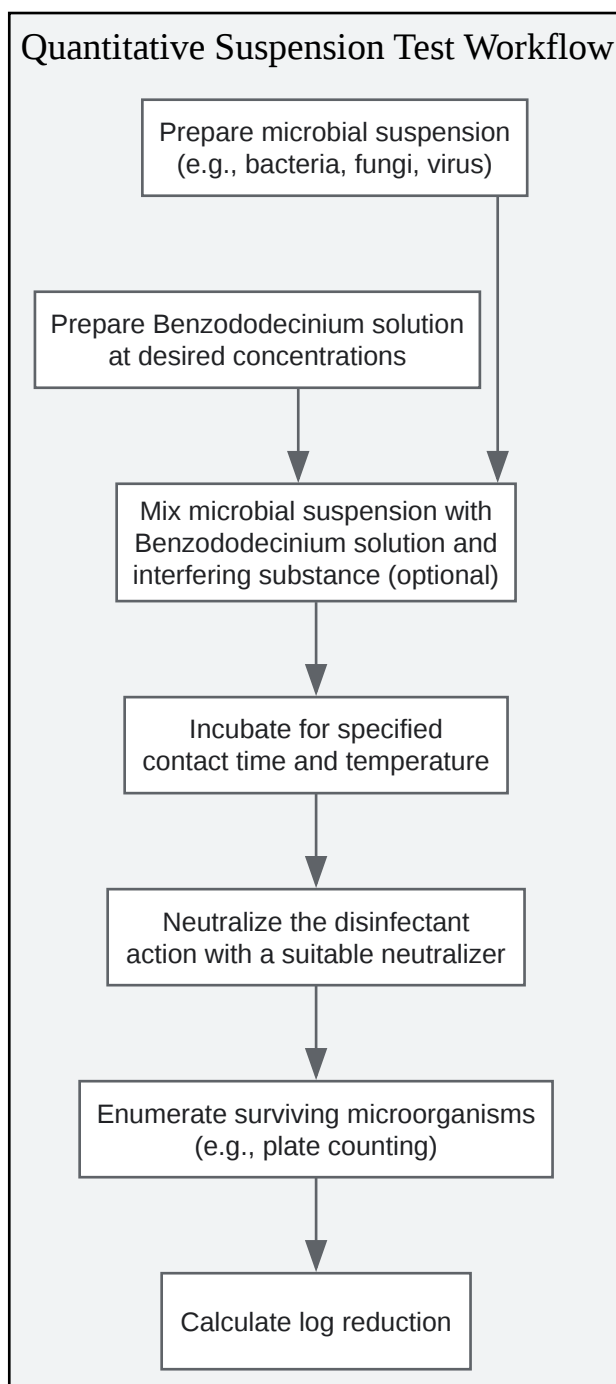 Quantitative Suspension Test Workflow
Prepare microbial suspension
(e.g., bacteria, fungi, virus)
Prepare Benzododecinium solution
at desired concentrations
Mix microbial suspension with
Benzododecinium solution and
interfering substance (optional)
Incubate for specified
contact time and temperature
Neutralize the disinfectant
action with a suitable neutralizer
Enumerate surviving microorganisms
(e.g., plate counting)
Calculate log reduction